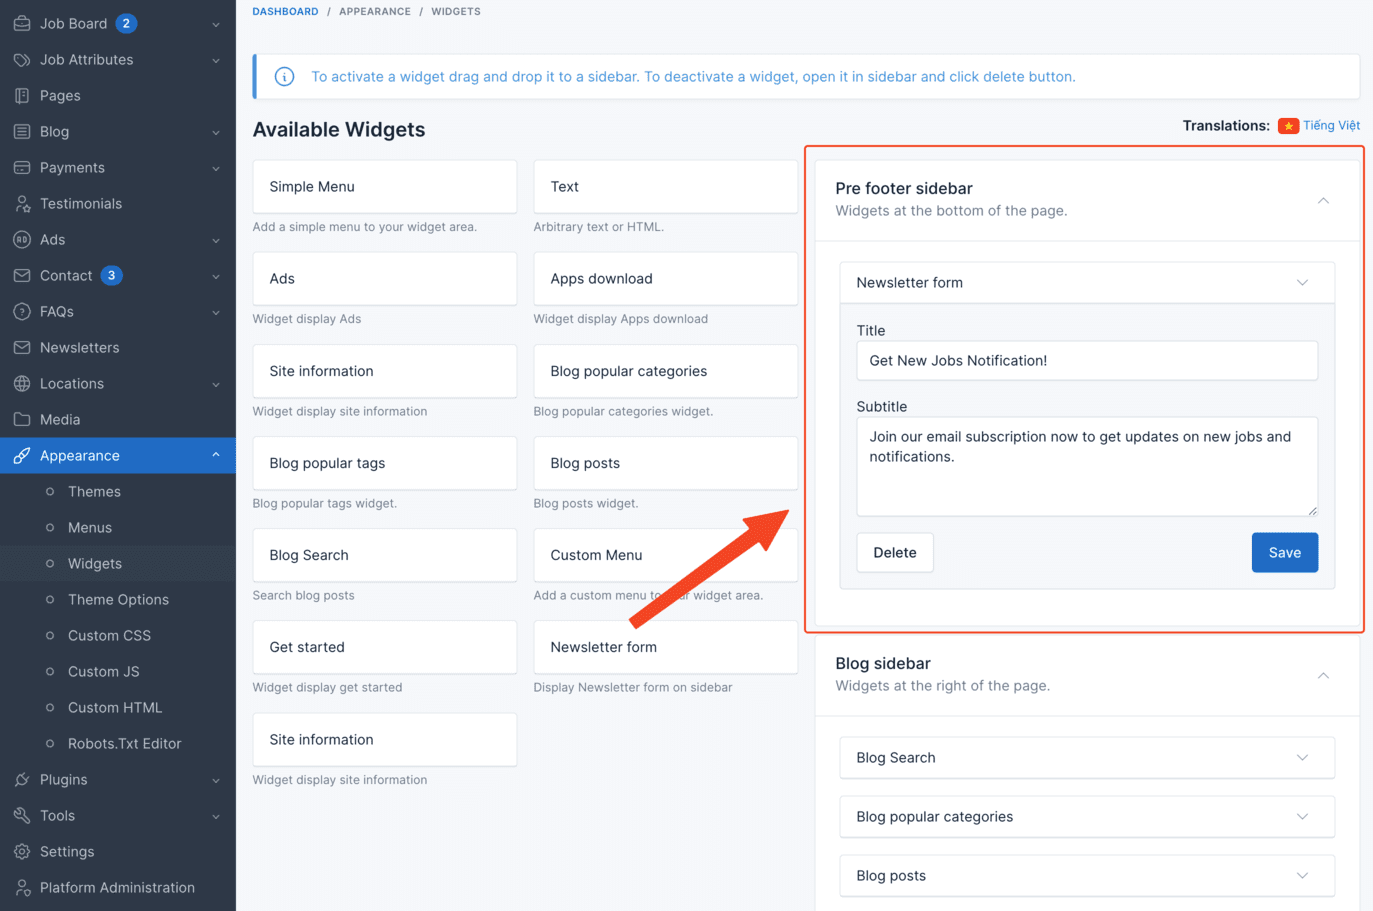 Job Board 2
Job Attributes
Pages
Blog
Payments
Testimonials
AD Ads
Contact 3
FAQs
Newsletters
Locations
Media
Appearance
Themes
Menus
Widgets
Theme Options
Custom CSS
Custom JS
Custom HTML
Robots.Txt Editor
Plugins
Tools
Settings
Platform Administration
DASHBOARD / APPEARANCE / WIDGETS
To activate a widget drag and drop it to a sidebar. To deactivate a widget, open it in sidebar and click delete button.
Available Widgets
Translations: Tiếng Việt
Simple Menu
Add a simple menu to your widget area.
Text
Arbitrary text or HTML.
Ads
Widget display Ads
Apps download
Widget display Apps download
Site information
Widget display site information
Blog popular categories
Blog popular categories widget.
Blog popular tags
Blog popular tags widget.
Blog posts
Blog posts widget.
Blog Search
Search blog posts
Custom Menu
Add a custom menu to widget area.
Get started
Widget display get started
Newsletter form
Display Newsletter form on sidebar
Site information
Widget display site information
Pre footer sidebar
Widgets at the bottom of the page.
Newsletter form
Title
Get New Jobs Notification!
Subtitle
Join our email subscription now to get updates on new jobs and
notifications.
Delete
Save
Blog sidebar
Widgets at the right of the page.
Blog Search
Blog popular categories
Blog posts